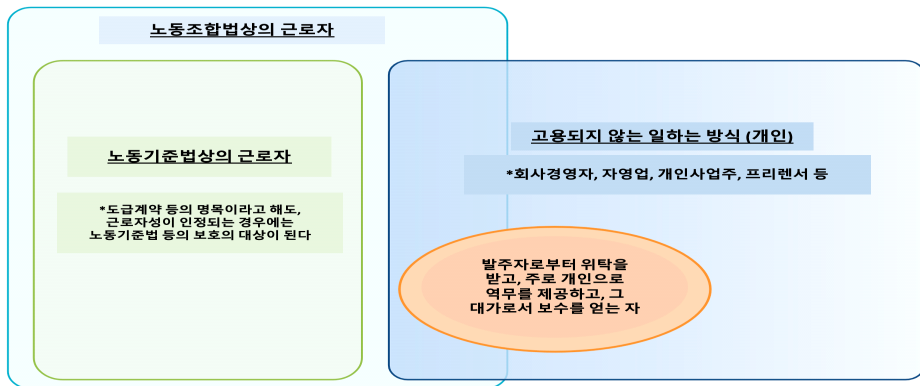 노동조합법상의 근로자
노동기준법상의 근로자
*도급계약 등의 명목이라고 해도,
근로자성이 인정되는 경우에는
노동기준법 등의 보호의 대상이 된다
고용되지 않는 일하는 방식 (개인)
*회사경영자, 자영업, 개인사업주, 프리렌서 등
발주자로부터 위탁을
받고, 주로 개인으로
역무를 제공하고, 그
대가로서 보수를 얻는 자